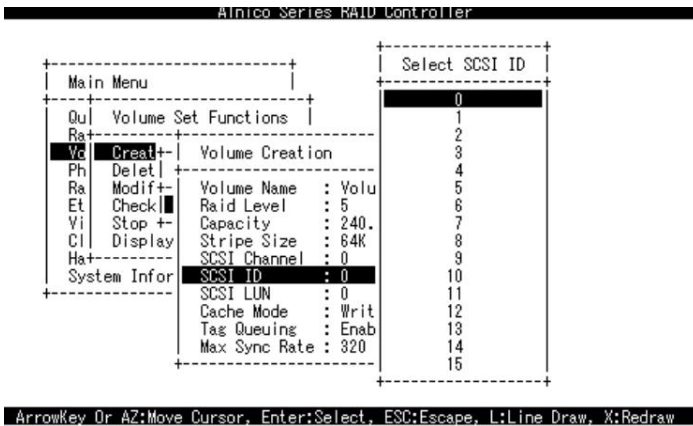 Alnico Series RAID Controller
Select SCSI ID
0
1
2
3
4
5
6
7
8
9
10
11
12
13
14
15
Main Menu
Qu
Ra
Vo
Ph
Ra
Et
Vi
Cl
Ha
System Infor
Volume Set Functions
Creat
Delet
Modif
Check
Stop
Display
Volume Creation
Volume Name : Volu
Raid Level : 5
Capacity : 240.
Stripe Size : 64K
SCSI Channel : 0
SCSI ID : 0
SCSI LUN : 0
Cache Mode : Writ
Tag Queuing : Enab
Max Sync Rate : 320
ArrowKey Or AZ:Move Cursor, Enter:Select, ESC:Escape, L:Line Draw, X:Redraw